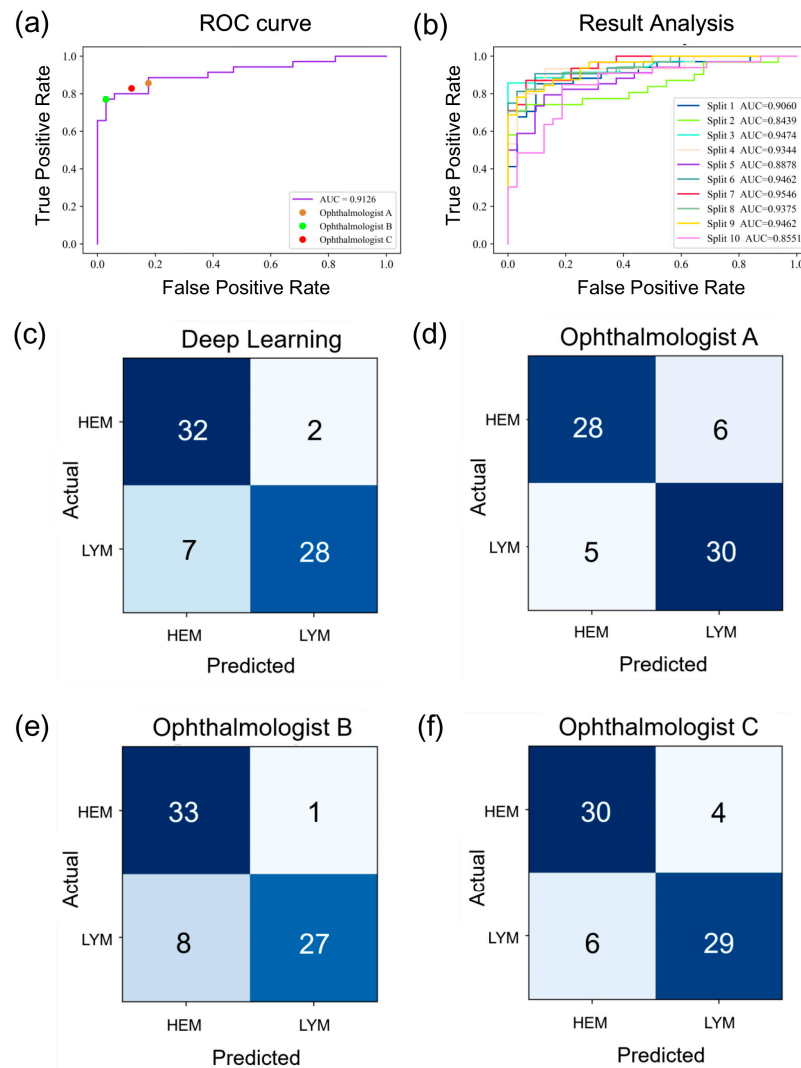 (a)
ROC curve
True Positive Rate
1.0
0.8
0.6
0.4
0.2
0.0
0.0 0.2 0.4 0.6 0.8 1.0
False Positive Rate
AUC = 0.9126
Ophthalmologist A
Ophthalmologist B
Ophthalmologist C
(b)
Result Analysis
True Positive Rate
1.0
0.8
0.6
0.4
0.2
0.0
0.0 0.2 0.4 0.6 0.8 1.0
False Positive Rate
Split 1 AUC=0.9060
Split 2 AUC=0.8439
Split 3 AUC=0.9474
Split 4 AUC=0.9344
Split 5 AUC=0.8878
Split 6 AUC=0.9462
Split 7 AUC=0.9546
Split 8 AUC=0.9375
Split 9 AUC=0.9462
Split 10 AUC=0.8551
(c)
Deep Learning
Actual
HEM 32 2
LYM 7 28
HEM LYM
Predicted
(d)
Ophthalmologist A
Actual
HEM 28 6
LYM 5 30
HEM LYM
Predicted
(e)
Ophthalmologist B
Actual
HEM 33 1
LYM 8 27
HEM LYM
Predicted
(f)
Ophthalmologist C
Actual
HEM 30 4
LYM 6 29
HEM LYM
Predicted